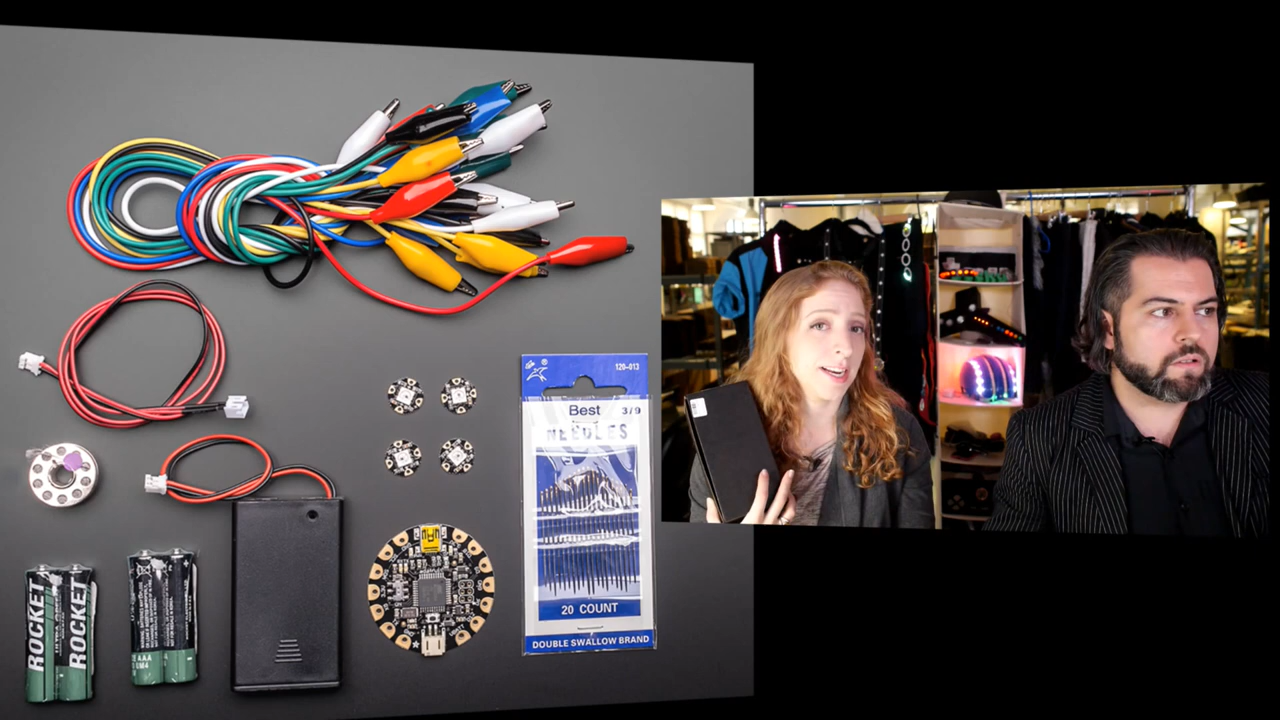 120-013
Best 3/9
NEEDLES
20 COUNT
DOUBLE SWALLOW BRAND
ROCKET
ROCKET